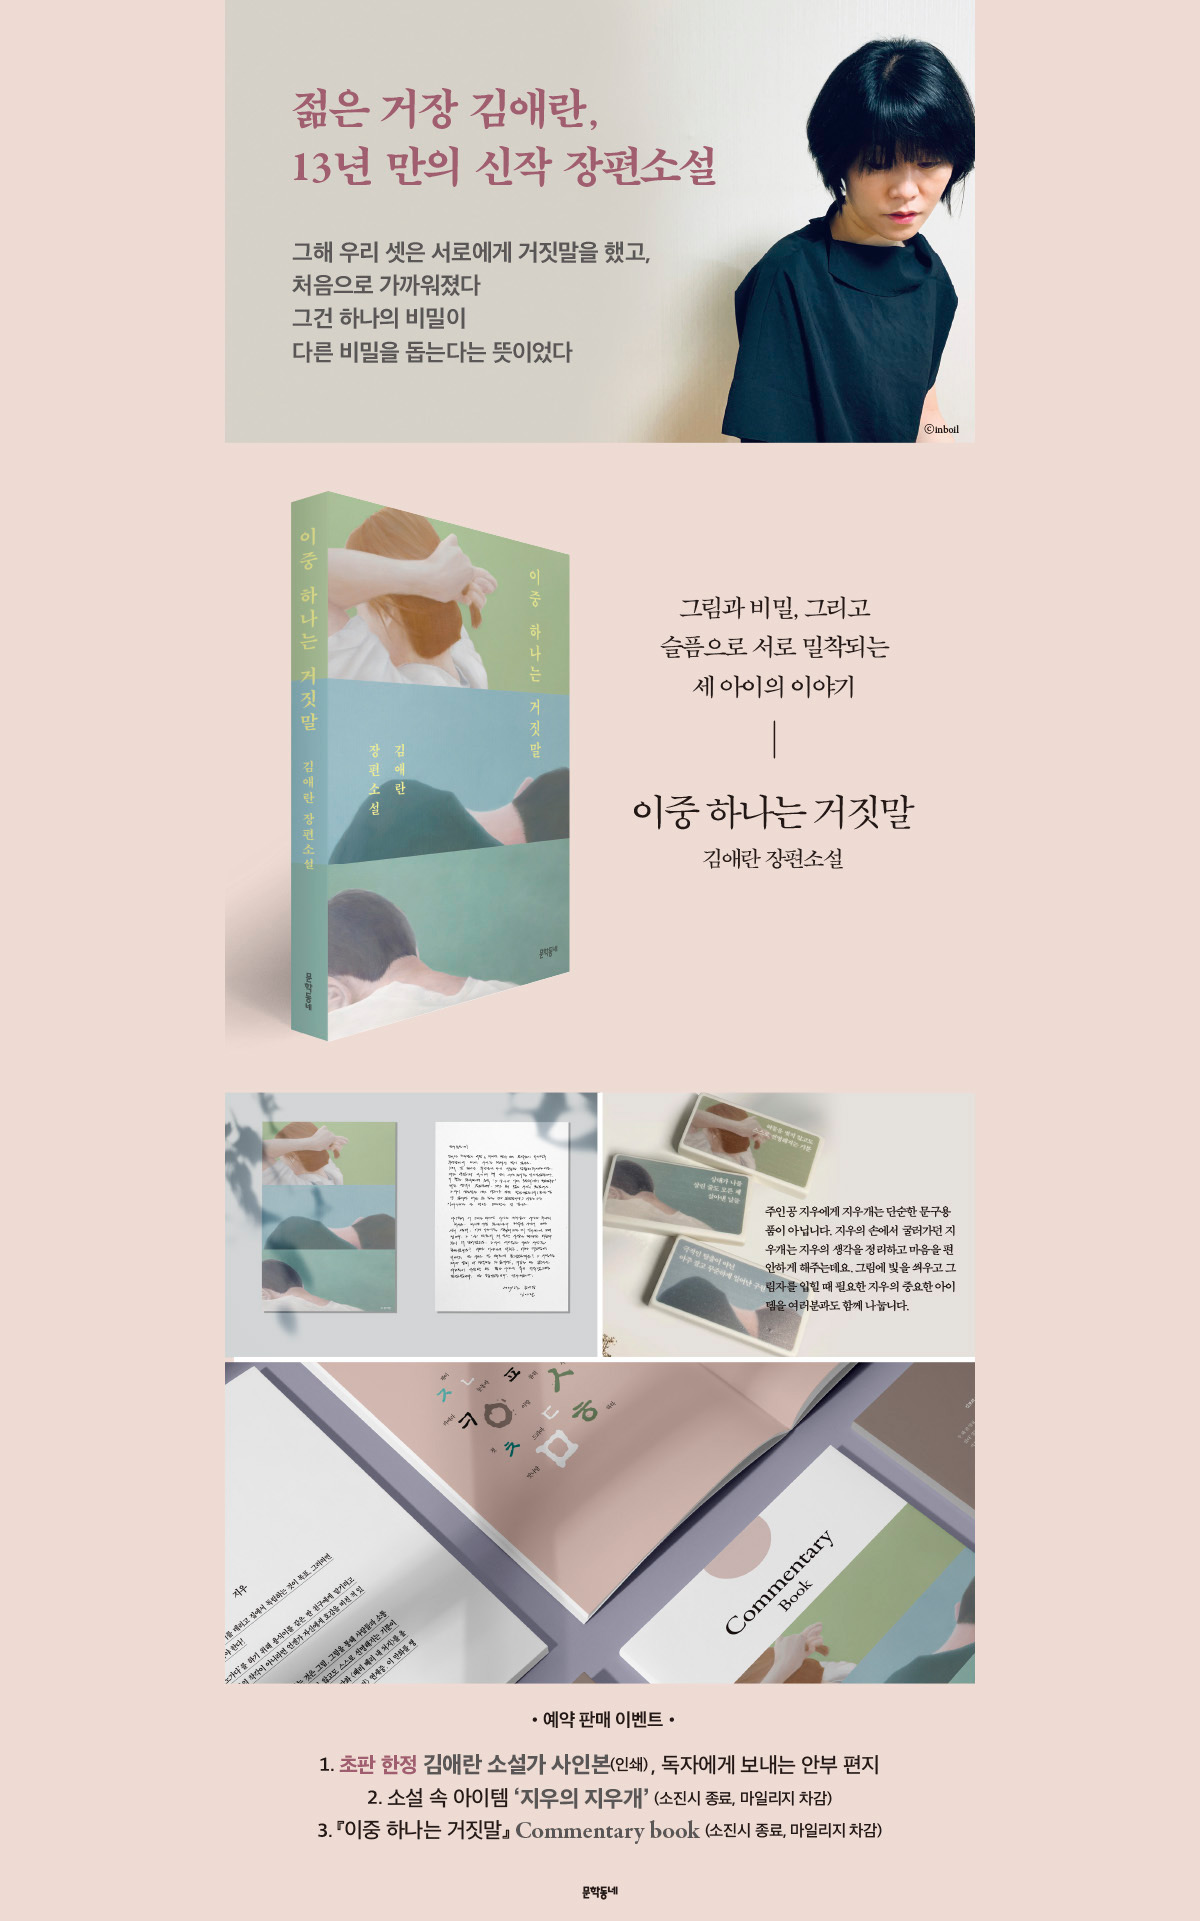 젊은 거장 김애란,
13년 만의 신작 장편소설
그해 우리 셋은 서로에게 거짓말을 했고,
처음으로 가까워졌다
그건 하나의 비밀이
다른 비밀을 돕는다는 뜻이었다
ⓒinboil
이중 하나는 거짓말
김애란 장편소설
문학동네
이중 하나는 거짓말
김애란
장편소설
문학동네
그림과 비밀, 그리고
슬픔으로 서로 밀착되는
세 아이의 이야기
이중 하나는 거짓말
김애란 장편소설
주인공 지우에게 지우개는 단순한 문구용
품이 아닙니다. 지우의 손에서 굴러가던 지
우개는 지우의 생각을 정리하고 마음을 편
안하게 해주는데요. 그림에 빛을 씌우고 그
림자를 입힐 때 필요한 지우의 중요한 아이
템을 여러분과도 함께 나눕니다.
지우
Commentary
Book
• 예약 판매 이벤트 •
1. 초판 한정 김애란 소설가 사인본(인쇄), 독자에게 보내는 안부 편지
2. 소설 속 아이템 ‘지우의 지우개’ (소진시 종료, 마일리지 차감)
3. 『이중 하나는 거짓말』 Commentary book (소진시 종료, 마일리지 차감)
문학동네